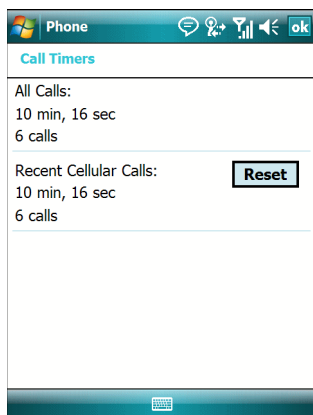 Phone
ok
Call Timers
All Calls:
10 min, 16 sec
6 calls
Recent Cellular Calls:
Reset
10 min, 16 sec
6 calls